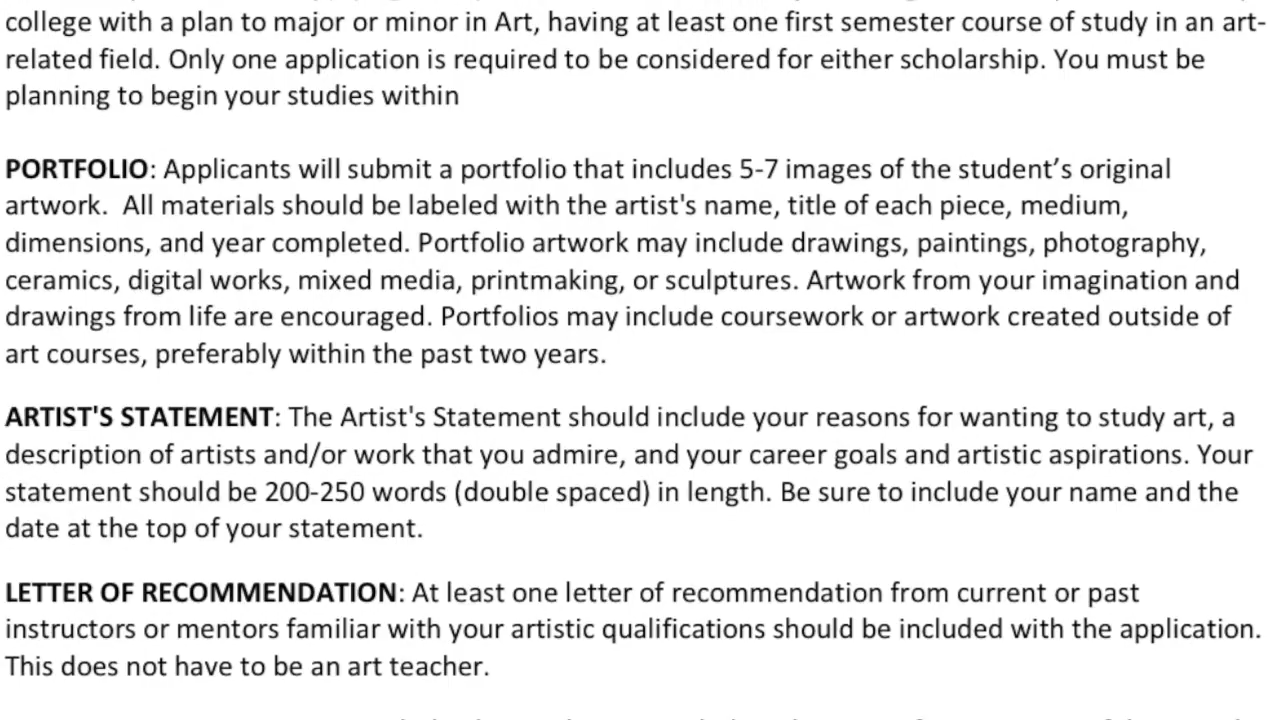 college with a plan to major or minor in Art, having at least one first semester course of study in an art-
related field. Only one application is required to be considered for either scholarship. You must be
planning to begin your studies within
PORTFOLIO: Applicants will submit a portfolio that includes 5-7 images of the student’s original
artwork.  All materials should be labeled with the artist's name, title of each piece, medium,
dimensions, and year completed. Portfolio artwork may include drawings, paintings, photography,
ceramics, digital works, mixed media, printmaking, or sculptures. Artwork from your imagination and
drawings from life are encouraged. Portfolios may include coursework or artwork created outside of
art courses, preferably within the past two years.
ARTIST'S STATEMENT: The Artist's Statement should include your reasons for wanting to study art, a
description of artists and/or work that you admire, and your career goals and artistic aspirations. Your
statement should be 200-250 words (double spaced) in length. Be sure to include your name and the
date at the top of your statement.
LETTER OF RECOMMENDATION: At least one letter of recommendation from current or past
instructors or mentors familiar with your artistic qualifications should be included with the application.
This does not have to be an art teacher.